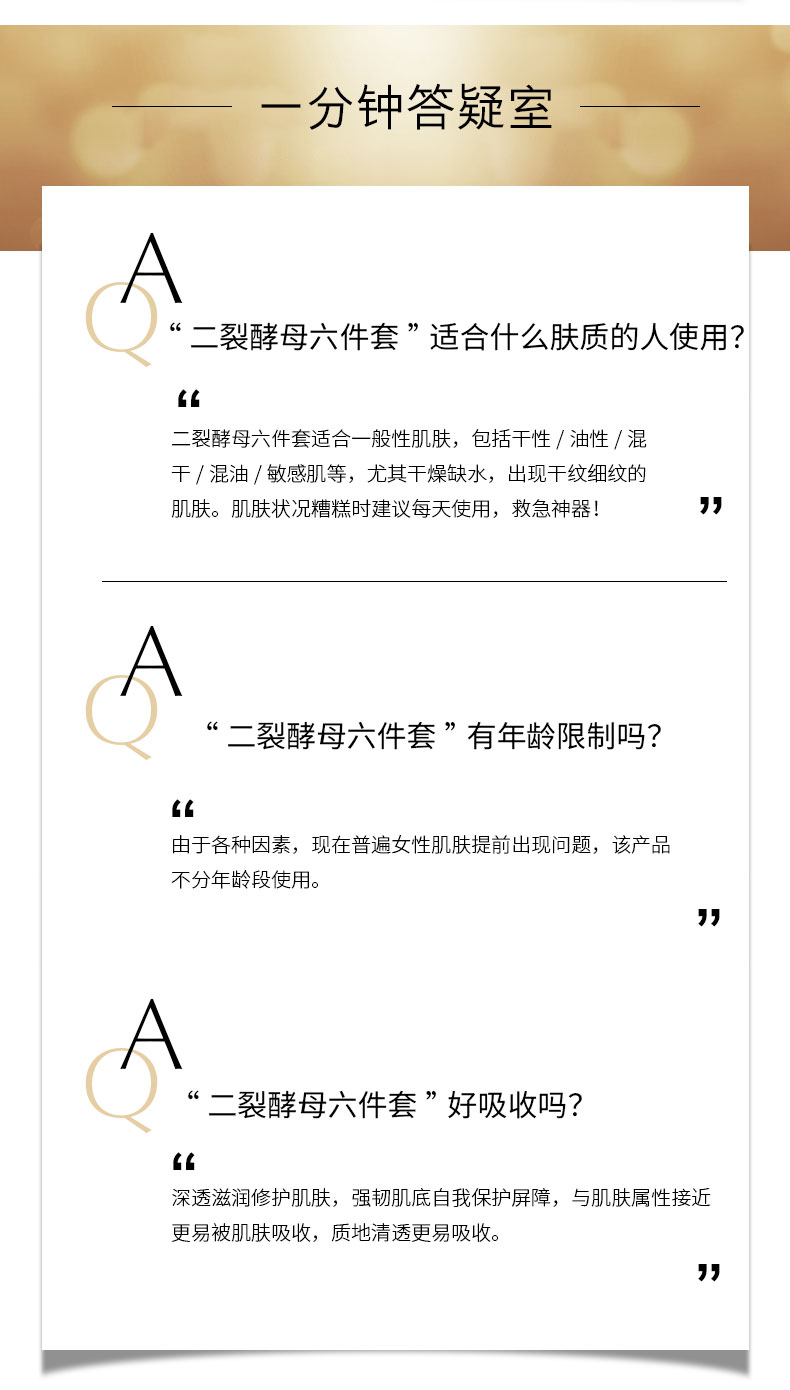 一分钟答疑室
A
Q
“二裂酵母六件套”适合什么肤质的人使用?
“
二裂酵母六件套适合一般性肌肤，包括干性 / 油性 / 混
干 / 混油 / 敏感肌等，尤其干燥缺水，出现干纹细纹的
肌肤。肌肤状况糟糕时建议每天使用，救急神器！
”
A
Q
“二裂酵母六件套”有年龄限制吗?
“
由于各种因素，现在普遍女性肌肤提前出现问题，该产品
不分年龄段使用。
”
A
Q
“二裂酵母六件套”好吸收吗?
“
深透滋润修护肌肤，强韧肌底自我保护屏障，与肌肤属性接近
更易被肌肤吸收，质地清透更易吸收。
”